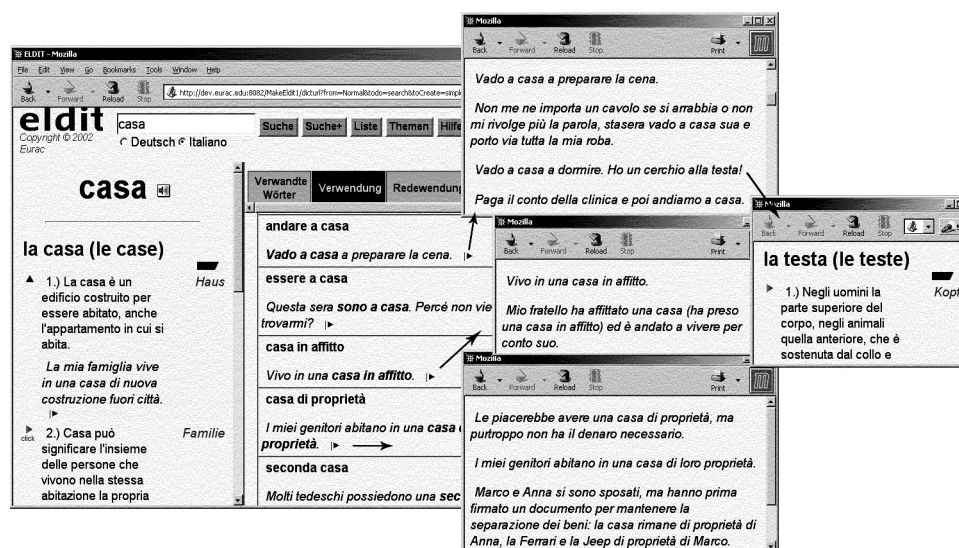 ELDIT - Mozilla
File Edit View Go Bookmarks Tools Window Help
Back Forward Reload Stop
http://dev.eurac.edu:8082/MakeEldit1/dicturl?from=Normal&todo=search&toCreate=simple
eldit
Copyright © 2002
Eurac
casa
Deutsch Italiano
Suche Suche+ Liste Themen Hilfe
casa
la casa (le case)
1.) La casa è un
edificio costruito per
essere abitato, anche
l'appartamento in cui si
abita.
Haus
La mia famiglia vive
in una casa di nuova
costruzione fuori città.
click
2.) Casa può
significare l'insieme
delle persone che
vivono nella stessa
abitazione la propria
Familie
Verwandte
Wörter
Verwendung
Redewendung
andare a casa
Vado a casa a preparare la cena.
essere a casa
Questa sera sono a casa. Percé non vie
trovarmi?
casa in affitto
Vivo in una casa in affitto.
casa di proprietà
I miei genitori abitano in una casa
proprietà.
seconda casa
Molti tedeschi possiedono una sec
Mozilla
Back Forward Reload Stop Print
Vado a casa a preparare la cena.
Non me ne importa un cavolo se si arrabbia o non
mi rivolge più la parola, stasera vado a casa sua e
porto via tutta la mia roba.
Vado a casa a dormire. Ho un cerchio alla testa!
Paga il conto della clinica e poi andiamo a casa.
Mozilla
Back Forward Reload Stop Print
Vivo in una casa in affitto.
Mio fratello ha affittato una casa (ha preso
una casa in affitto) ed è andato a vivere per
conto suo.
Mozilla
Back Forward Reload Stop Print
Le piacerebbe avere una casa di proprietà, ma
purtroppo non ha il denaro necessario.
I miei genitori abitano in una casa di loro proprietà.
Marco e Anna si sono sposati, ma hanno prima
firmato un documento per mantenere la
separazione dei beni: la casa rimane di proprietà di
Anna, la Ferrari e la Jeep di proprietà di Marco.
Mozilla
Back Forward Reload Stop
la testa (le teste)
1.) Negli uomini la
parte superiore del
corpo, negli animali
quella anteriore, che è
sostenuta dal collo e
Kopf